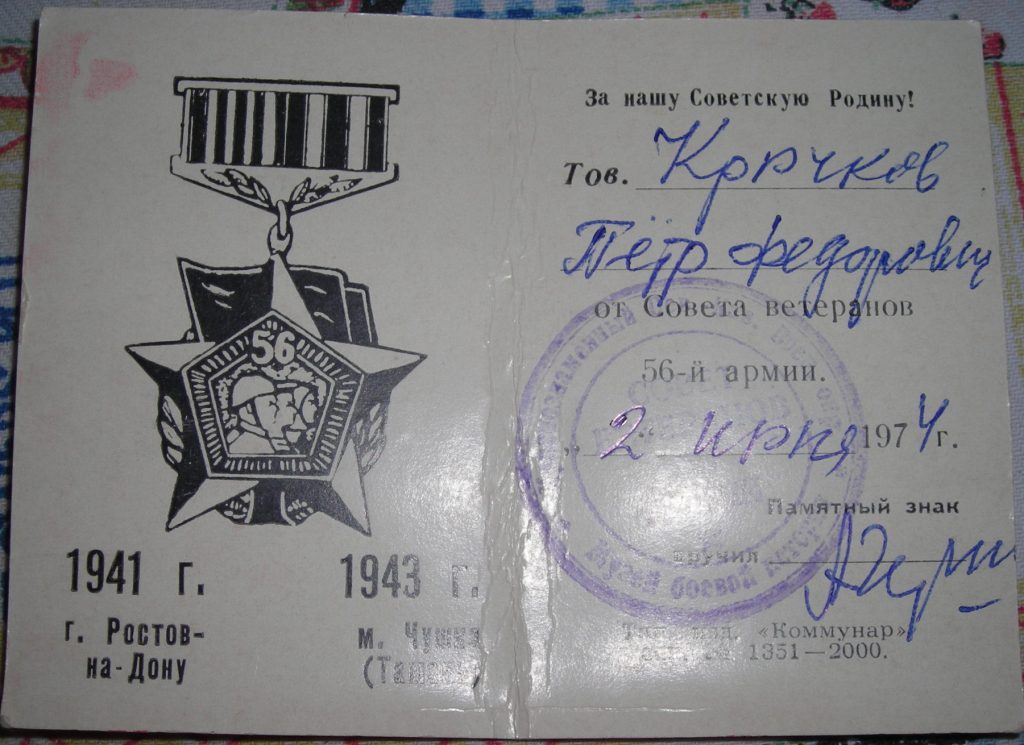 56
1941 г.
г. Ростов-
на-Дону
1943 г.
м. Чушка
За нашу Советскую Родину!
Тов. Крючков
Пётр Федорович
от Совета ветеранов
56-й армии.
„2“ июня 1974 г.
Памятный знак
вручил
«Коммунар»
1351—2000.